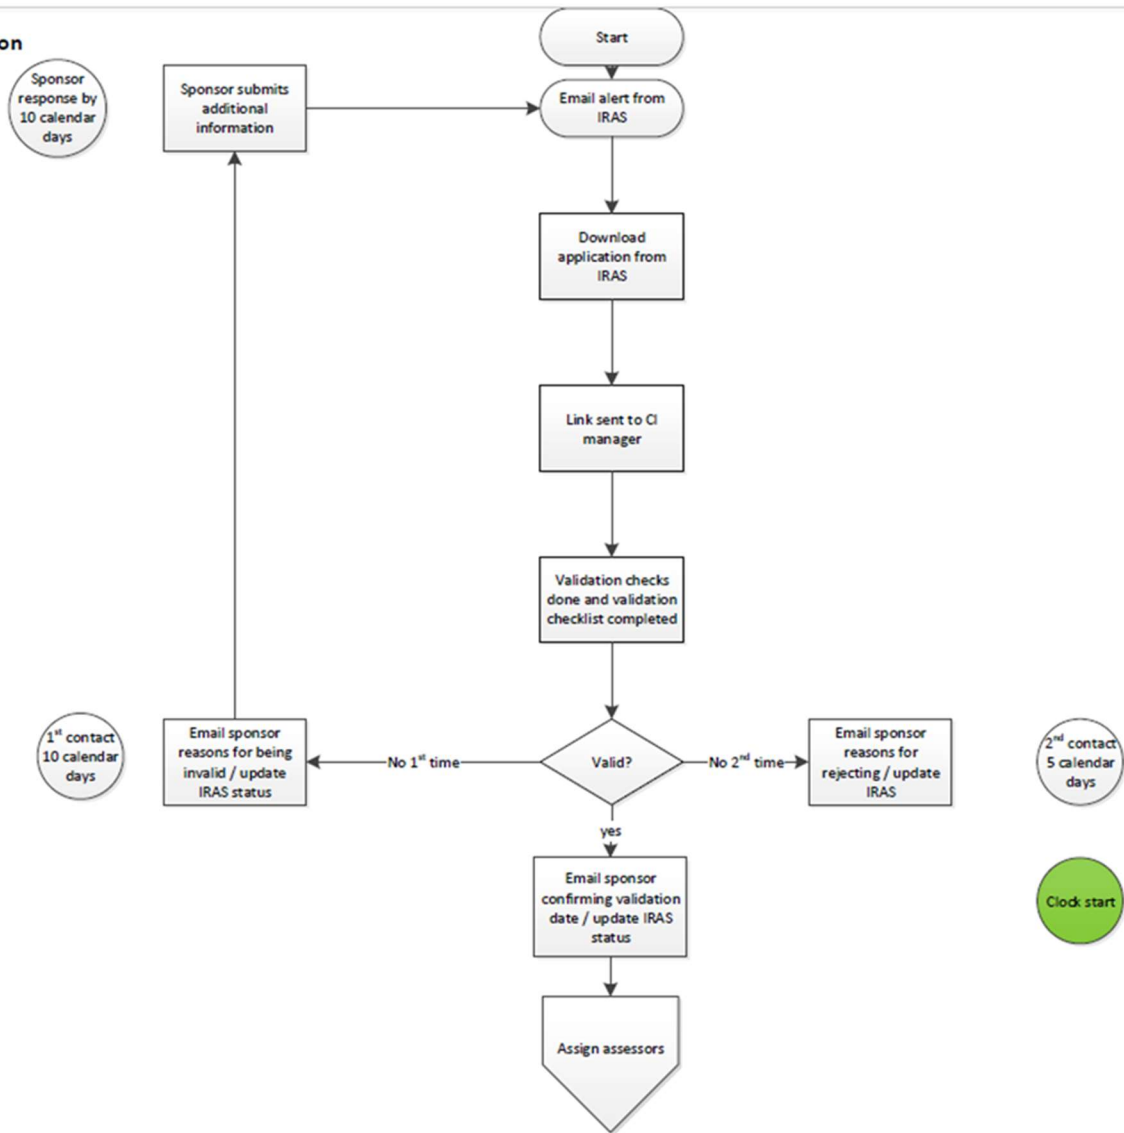 on
Start
Sponsor
response by
10 calendar
days
Sponsor submits
additional
information
Email alert from
IRAS
Download
application from
IRAS
Link sent to CI
manager
Validation checks
done and validation
checklist completed
1st contact
10 calendar
days
Email sponsor
reasons for being
invalid / update
IRAS status
No 1st time
Valid?
No 2nd time
Email sponsor
reasons for
rejecting / update
IRAS
2nd contact
5 calendar
days
yes
Email sponsor
confirming validation
date / update IRAS
status
Clock start
Assign assessors